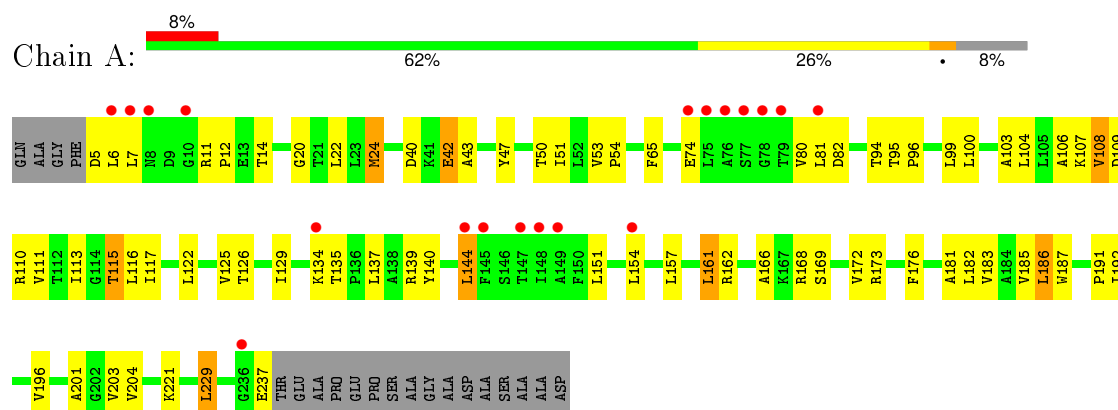 8%
Chain A:
62% 26% • 8%
GLN ALA GLY PHE D5 L6 L7 N8 D9 G10 R11 P12 E13 T14 G20 T21 L22 L23 M24 D40 K41 E42 A43 Y47 T50 I51 L52 V53 P54 F65 E74 L75 A76 S77 G78 T79 V80 L81 D82 T94 T95 P96 L99 L100 A103 L104 L105 A106 K107 V108
R110 V111 T112 I113 G114 T115 L116 I117 L122 V125 T126 I129 K134 T135 P136 L137 A138 R139 Y140 L144 F145 S146 T147 I148 A149 F150 L151 L154 L157 L161 R162 A166 K167 R168 S169 V172 R173 F176 A181 L182 V183 A184 V185 L186 W187 P191
V196 A201 G202 V203 V204 K221 L229 G236 E237 THR GLU ALA PRO GLU PRO SER ALA GLY ALA ASP ALA SER ALA ALA ASP